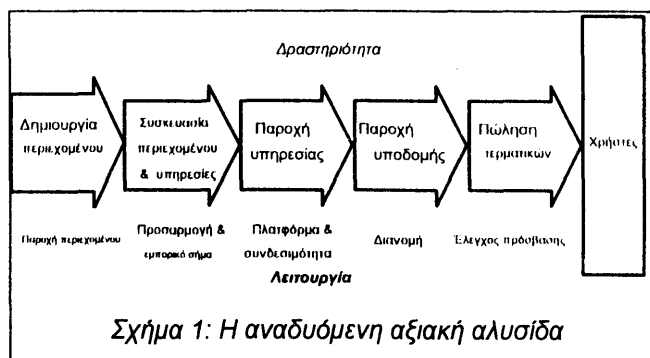 Δραστηριότητα
Δημιουργία
περιεχομένου
Συσκευασία
περιεχομένου
& υπηρεσίες
Παροχή
υπηρεσίας
Παροχή
υποδομής
Πώληση
τερματικών
Χρήστες
Παροχή περιεχομένου
Προσαρμογή &
εμπορικό σήμα
Πλατφόρμα &
συνδεσιμότητα
Διανομή
Έλεγχος πρόσβασης
Λειτουργία
Σχήμα 1: Η αναδυόμενη αξιακή αλυσίδα